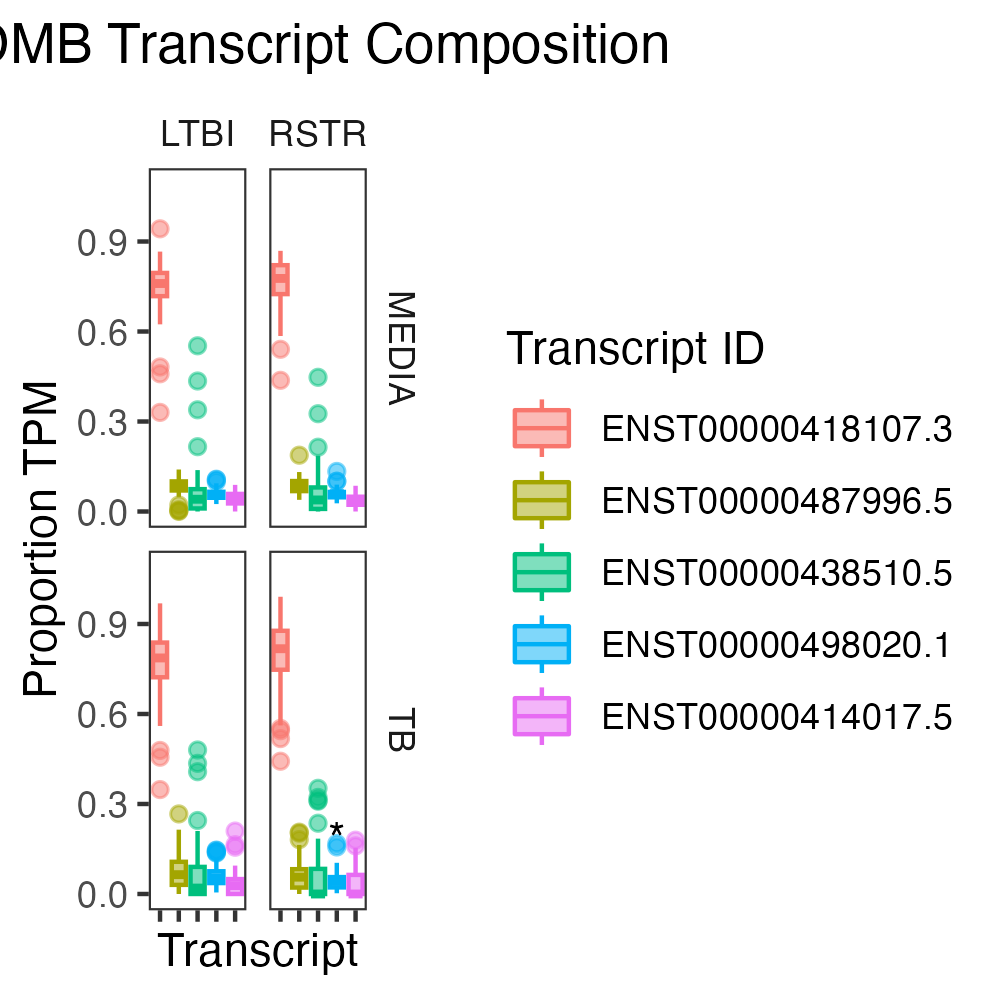 DMB Transcript Composition
LTBI RSTR
0.9
0.6
0.3
0.0
MEDIA
0.9
0.6
0.3
0.0
TB
*
Proportion TPM
Transcript
Transcript ID
ENST00000418107.3
ENST00000487996.5
ENST00000438510.5
ENST00000498020.1
ENST00000414017.5